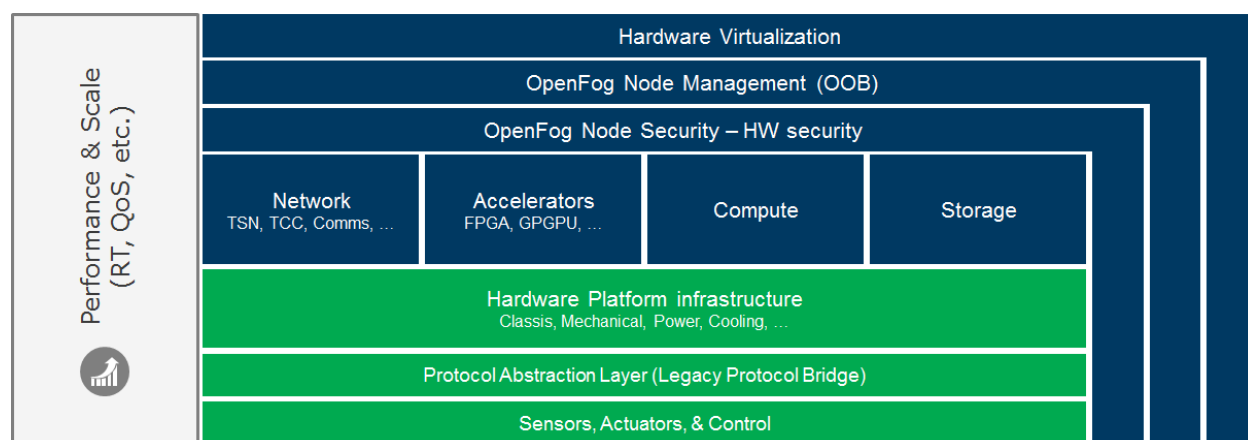 Performance & Scale
(RT, QoS, etc.)
Hardware Virtualization
OpenFog Node Management (OOB)
OpenFog Node Security – HW security
Network
TSN, TCC, Comms, ...
Accelerators
FPGA, GPGPU, ...
Compute
Storage
Hardware Platform infrastructure
Classis, Mechanical, Power, Cooling, ...
Protocol Abstraction Layer (Legacy Protocol Bridge)
Sensors, Actuators, & Control